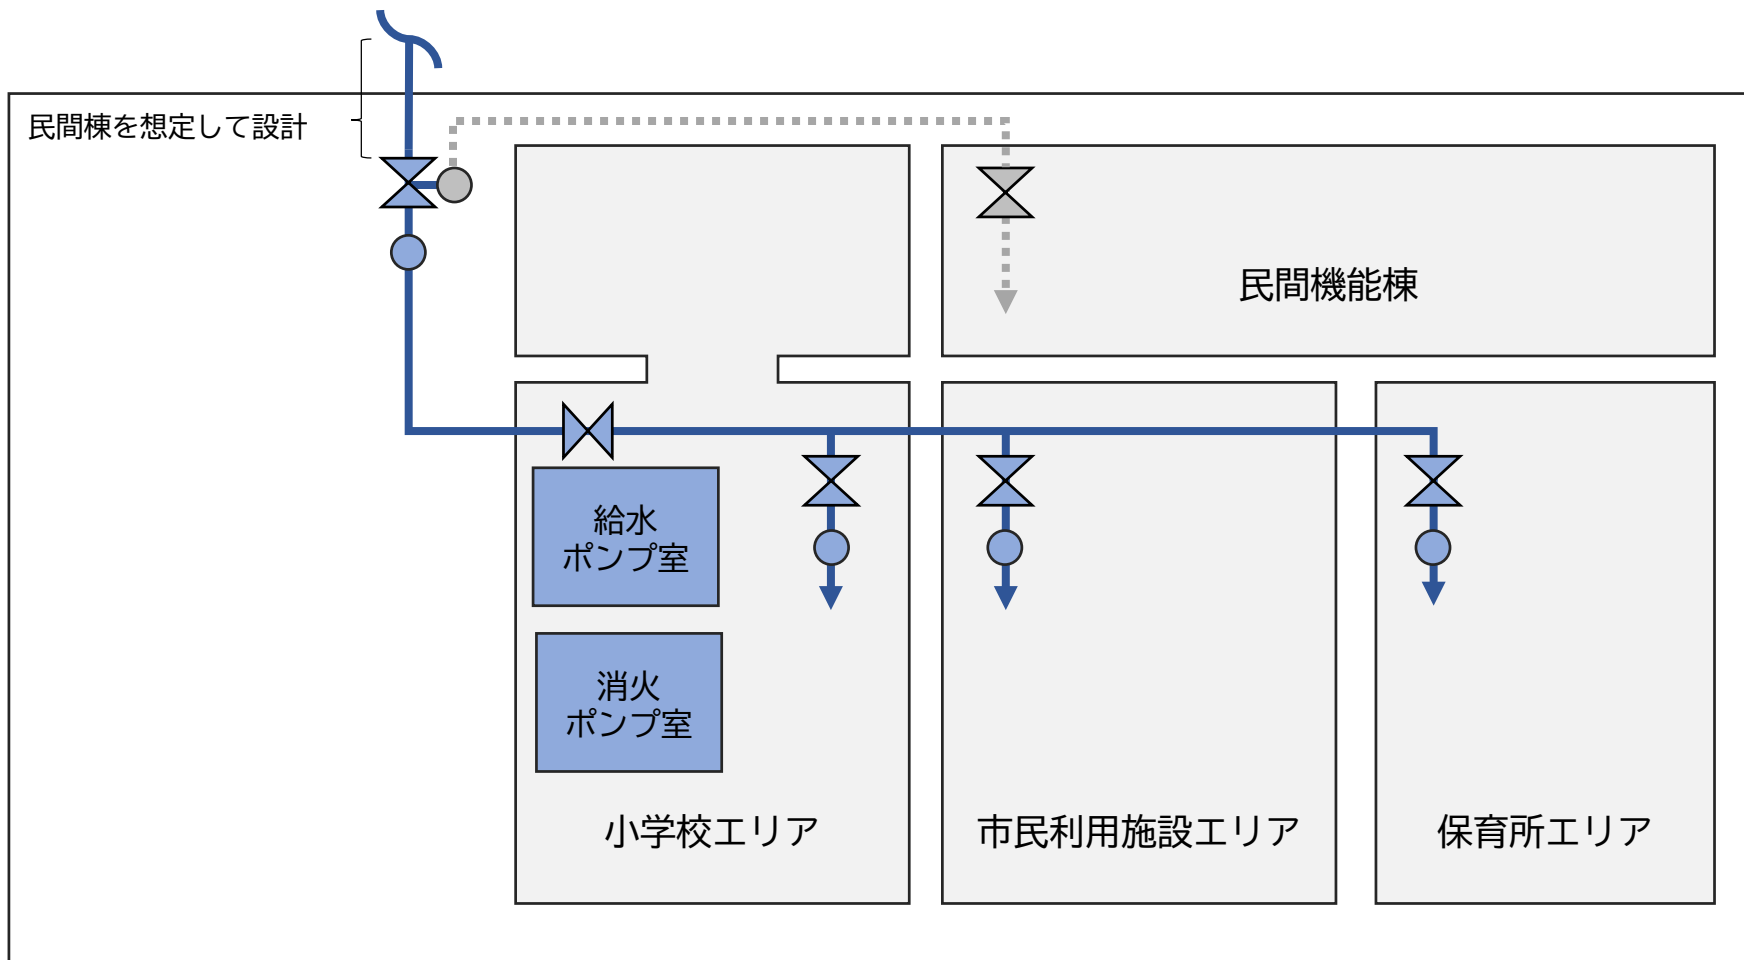 民間棟を想定して設計
民間機能棟
給水
ポンプ室
消火
ポンプ室
小学校エリア
市民利用施設エリア
保育所エリア